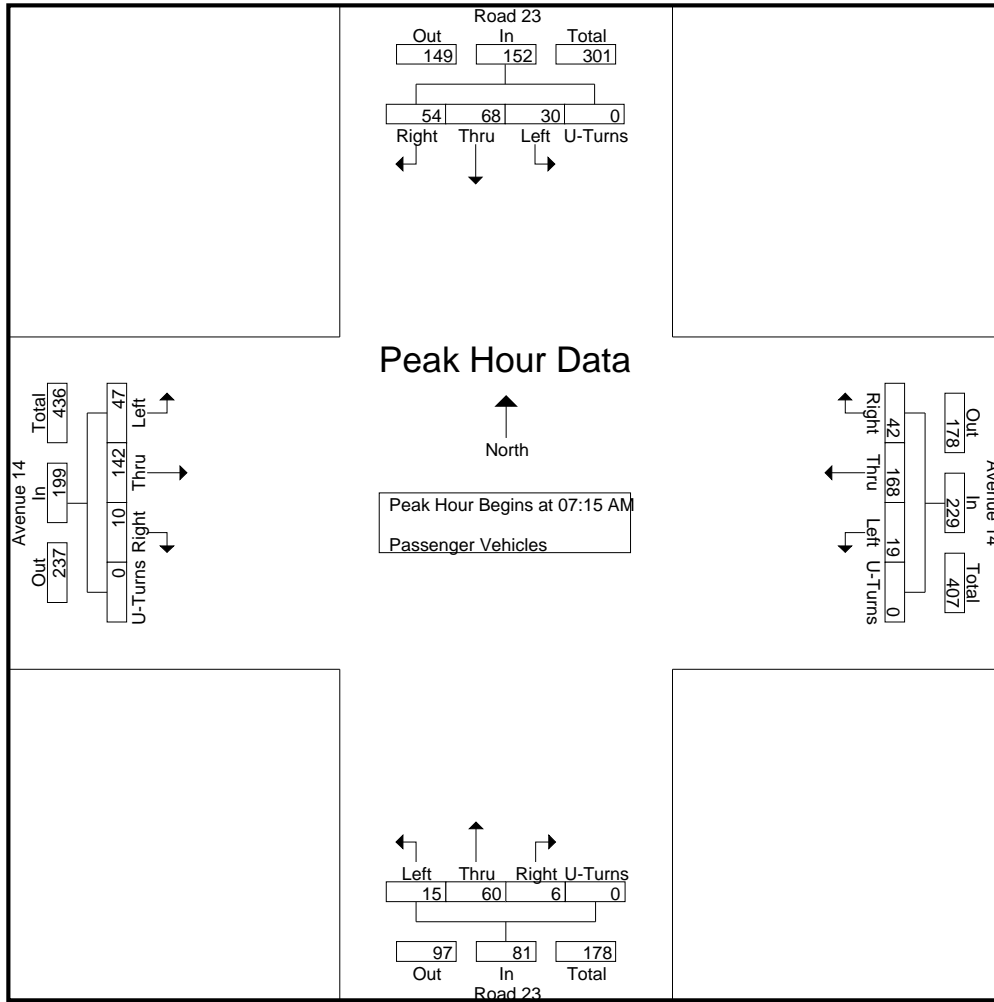 Road 23
Out In Total
149 152 301
54 68 30 0
Right Thru Left U-Turns
Peak Hour Data
North
Peak Hour Begins at 07:15 AM
Passenger Vehicles
Avenue 14
Total In Out
436 199 237
47 142 10 0
Left Thru Right U-Turns
Avenue 14
Out In Total
178 229 407
42 168 19 0
Right Thru Left U-Turns
Left Thru Right U-Turns
15 60 6 0
97 81 178
Out In Total
Road 23